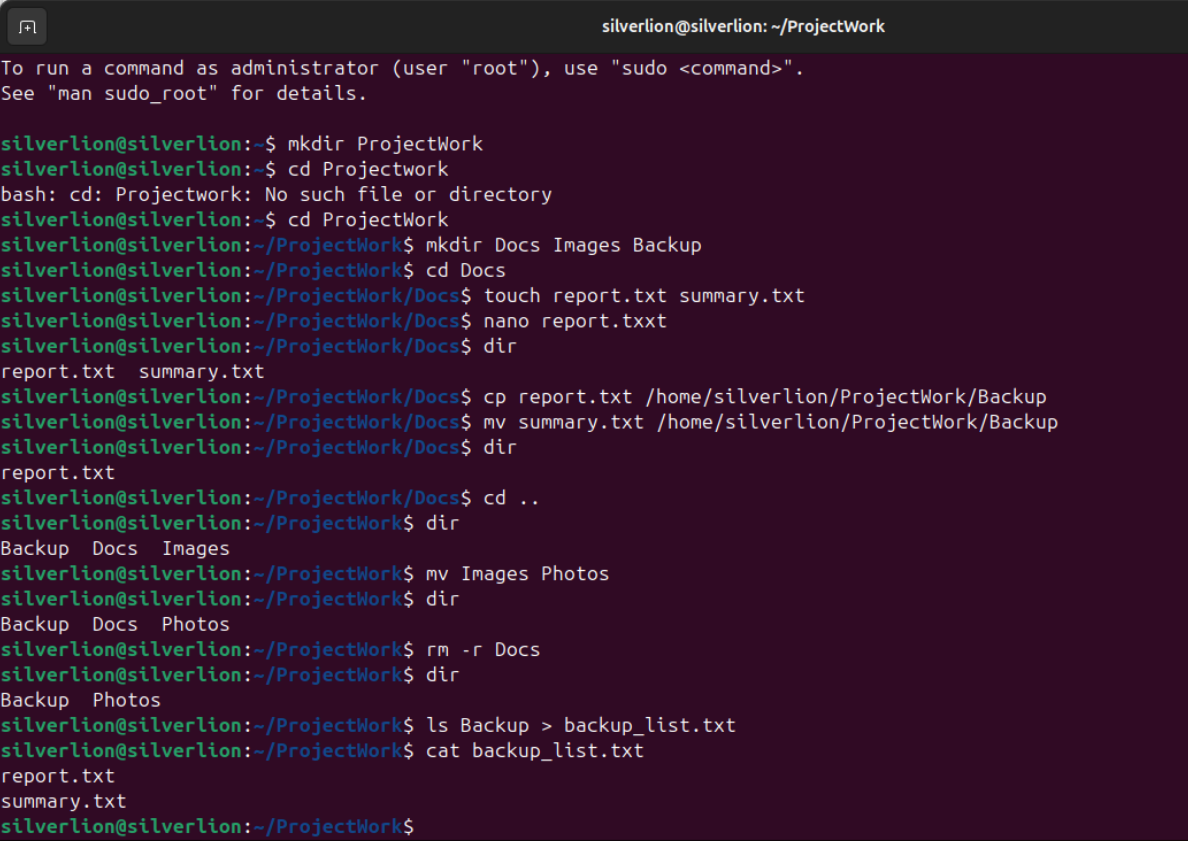 silverlion@silverlion: ~/ProjectWork
To run a command as administrator (user "root"), use "sudo <command>".
See "man sudo_root" for details.
silverlion@silverlion:~$ mkdir ProjectWork
silverlion@silverlion:~$ cd Projectwork
bash: cd: Projectwork: No such file or directory
silverlion@silverlion:~$ cd ProjectWork
silverlion@silverlion:~/ProjectWork$ mkdir Docs Images Backup
silverlion@silverlion:~/ProjectWork$ cd Docs
silverlion@silverlion:~/ProjectWork/Docs$ touch report.txt summary.txt
silverlion@silverlion:~/ProjectWork/Docs$ nano report.txxt
silverlion@silverlion:~/ProjectWork/Docs$ dir
report.txt  summary.txt
silverlion@silverlion:~/ProjectWork/Docs$ cp report.txt /home/silverlion/ProjectWork/Backup
silverlion@silverlion:~/ProjectWork/Docs$ mv summary.txt /home/silverlion/ProjectWork/Backup
silverlion@silverlion:~/ProjectWork/Docs$ dir
report.txt
silverlion@silverlion:~/ProjectWork/Docs$ cd ..
silverlion@silverlion:~/ProjectWork$ dir
Backup  Docs  Images
silverlion@silverlion:~/ProjectWork$ mv Images Photos
silverlion@silverlion:~/ProjectWork$ dir
Backup  Docs  Photos
silverlion@silverlion:~/ProjectWork$ rm -r Docs
silverlion@silverlion:~/ProjectWork$ dir
Backup  Photos
silverlion@silverlion:~/ProjectWork$ ls Backup > backup_list.txt
silverlion@silverlion:~/ProjectWork$ cat backup_list.txt
report.txt
summary.txt
silverlion@silverlion:~/ProjectWork$